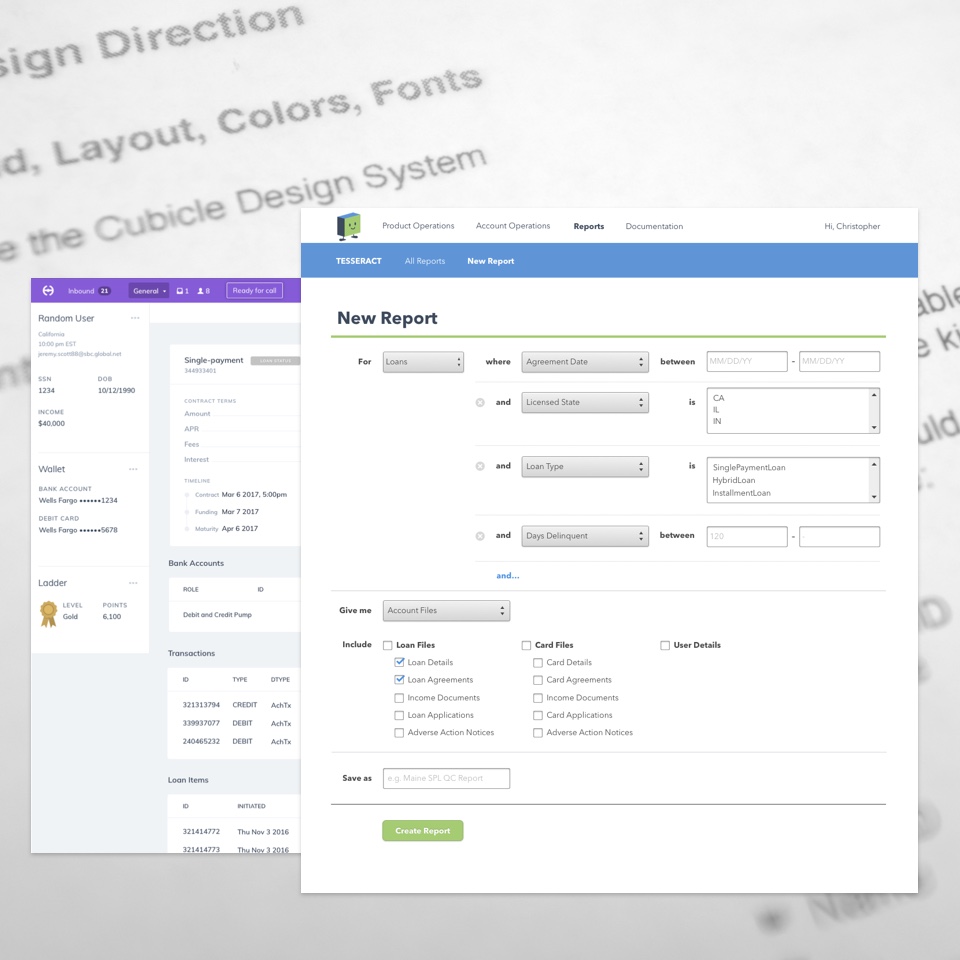 sign Direction
d, Layout, Colors, Fonts
e the Cubicle Design System
Product Operations Account Operations Reports Documentation Hi, Christopher
TESSERACT All Reports New Report
New Report
For Loans where Agreement Date between MM/DD/YY - MM/DD/YY
and Licensed State is CA
IL
IN
and Loan Type is SinglePaymentLoan
HybridLoan
InstallmentLoan
and Days Delinquent between 120 - -
and...
Give me Account Files
Include Loan Files Card Files User Details
Loan Details Card Details
Loan Agreements Card Agreements
Income Documents Income Documents
Loan Applications Card Applications
Adverse Action Notices Adverse Action Notices
Save as e.g. Maine SPL QC Report
Create Report
Inbound 21 General 1 8 Ready for call
Random User
California
10:00 pm EST
jeremy.scott88@sbc.global.net
SSN DOB
1234 10/12/1990
INCOME
$40,000
Wallet
BANK ACCOUNT
Wells Fargo ••••••1234
DEBIT CARD
Wells Fargo ••••••5678
Ladder
LEVEL POINTS
Gold 6,100
Single-payment LOAN STATUS
344933401
CONTRACT TERMS
Amount
APR
Fees
Interest
TIMELINE
Contract Mar 6 2017, 5:00pm
Funding Mar 7 2017
Maturity Apr 6 2017
Bank Accounts
ROLE ID
Debit and Credit Pump
Transactions
ID TYPE DTYPE
321313794 CREDIT AchTx
339937077 DEBIT AchTx
240465232 DEBIT AchTx
Loan Items
ID INITIATED
321414772 Thu Nov 3 2016
321414773 Thu Nov 3 2016